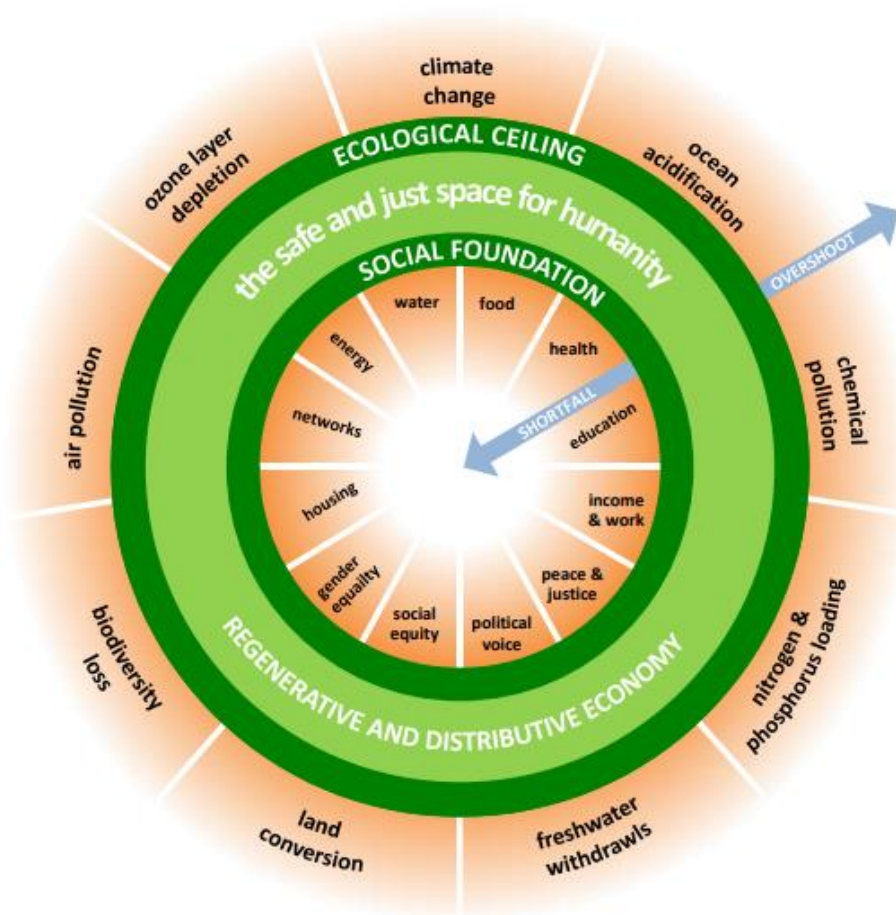 climate
change
ocean
acidification
chemical
pollution
nitrogen &
phosphorus loading
freshwater
withdrawls
land
conversion
biodiversity
loss
air pollution
ozone layer
depletion
OVERSHOOT
ECOLOGICAL CEILING
the safe and just space for humanity
SOCIAL FOUNDATION
water
food
health
SHORTFALL
education
income
& work
peace &
justice
political
voice
social
equity
gender
equailty
housing
networks
energy
REGENERATIVE AND DISTRIBUTIVE ECONOMY